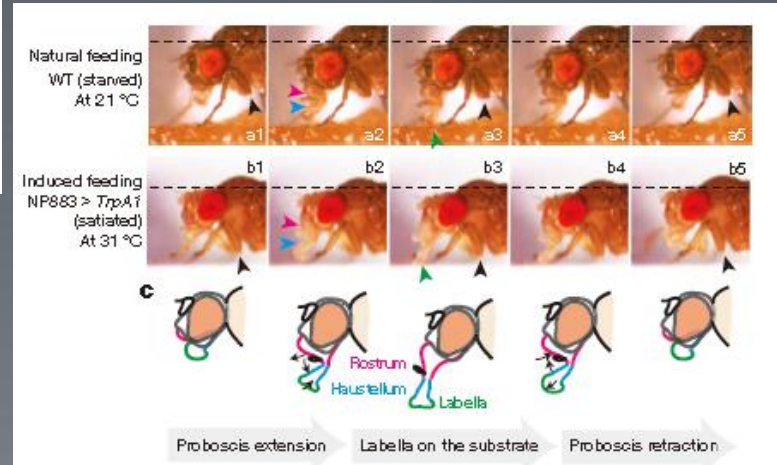 Natural feeding
WT (starved)
At 21 °C
a1 a2 a3 a4 a5
Induced feeding
NP883 > TrpA1
(satiated)
At 31 °C
b1 b2 b3 b4 b5
c
Rostrum
Haustellum
Labella
Proboscis extension
Labella on the substrate
Proboscis retraction